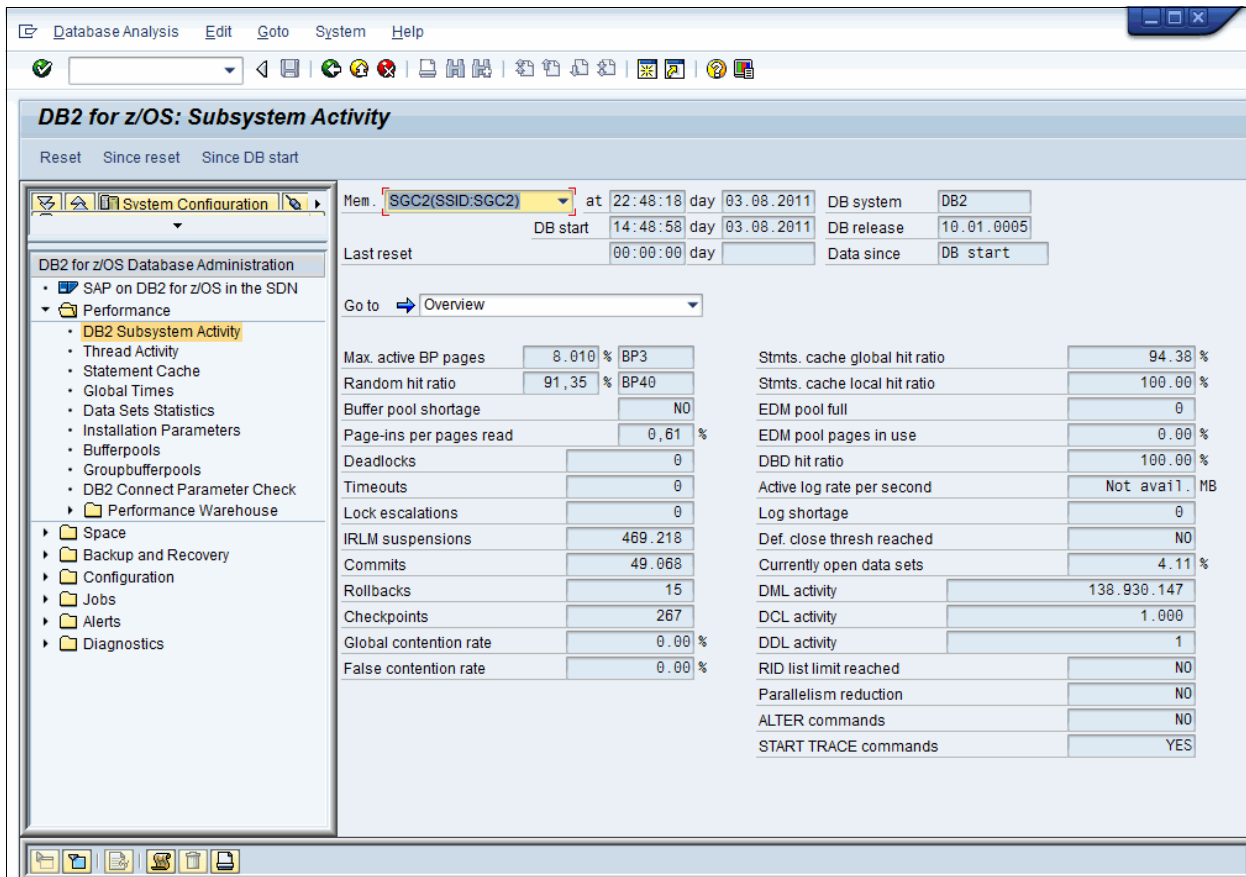 Database Analysis Edit Goto System Help
DB2 for z/OS: Subsystem Activity
Reset Since reset Since DB start
System Configuration
DB2 for z/OS Database Administration
SAP on DB2 for z/OS in the SDN
Performance
DB2 Subsystem Activity
Thread Activity
Statement Cache
Global Times
Data Sets Statistics
Installation Parameters
Bufferpools
Groupbufferpools
DB2 Connect Parameter Check
Performance Warehouse
Space
Backup and Recovery
Configuration
Jobs
Alerts
Diagnostics
Mem. SGC2(SSID:SGC2) at 22:48:18 day 03.08.2011 DB system DB2
DB start 14:48:58 day 03.08.2011 DB release 10.01.0005
Last reset 00:00:00 day Data since DB start
Go to Overview
Max. active BP pages 8.010 % BP3
Random hit ratio 91,35 % BP40
Buffer pool shortage NO
Page-ins per pages read 0,61 %
Deadlocks 0
Timeouts 0
Lock escalations 0
IRLM suspensions 469.218
Commits 49.068
Rollbacks 15
Checkpoints 267
Global contention rate 0.00 %
False contention rate 0.00 %
Stmts. cache global hit ratio 94.38 %
Stmts. cache local hit ratio 100.00 %
EDM pool full 0
EDM pool pages in use 0.00 %
DBD hit ratio 100.00 %
Active log rate per second Not avail. MB
Log shortage 0
Def. close thresh reached NO
Currently open data sets 4.11 %
DML activity 138.930.147
DCL activity 1.000
DDL activity 1
RID list limit reached NO
Parallelism reduction NO
ALTER commands NO
START TRACE commands YES